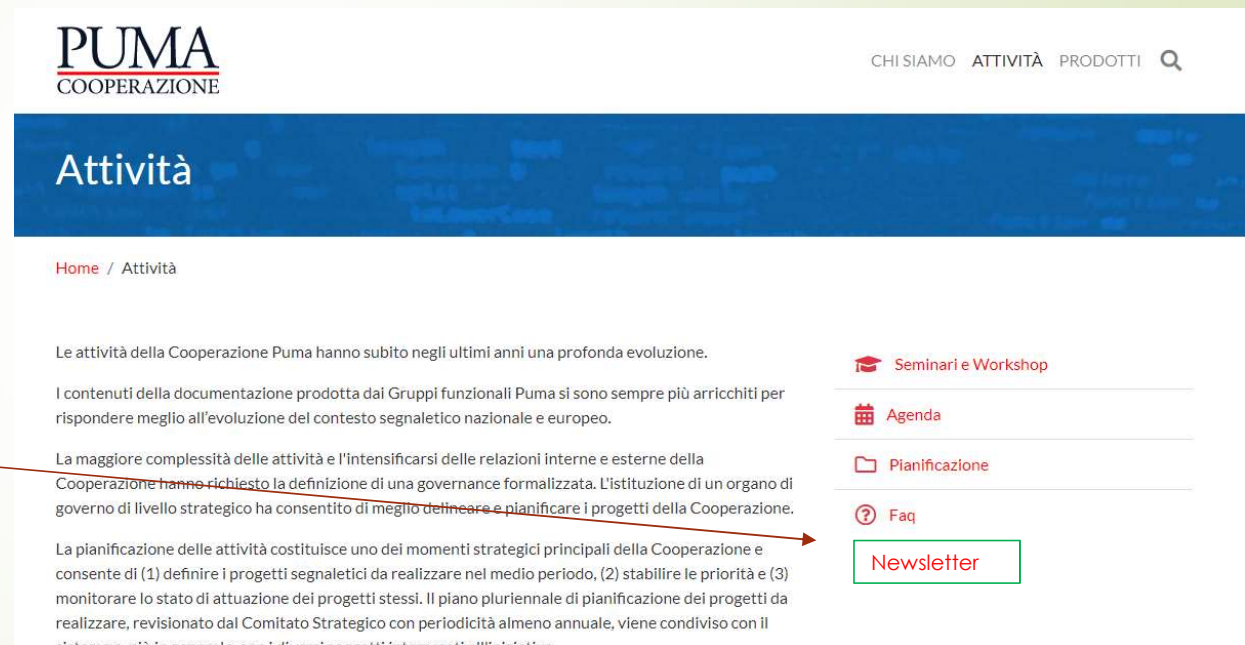 PUMA
COOPERAZIONE
CHI SIAMO ATTIVITÀ PRODOTTI
Attività
Home / Attività
Le attività della Cooperazione Puma hanno subito negli ultimi anni una profonda evoluzione.
I contenuti della documentazione prodotta dai Gruppi funzionali Puma si sono sempre più arricchiti per
rispondere meglio all'evoluzione del contesto segnaletico nazionale e europeo.
La maggiore complessità delle attività e l'intensificarsi delle relazioni interne e esterne della
Cooperazione hanno richiesto la definizione di una governance formalizzata. L'istituzione di un organo di
governo di livello strategico ha consentito di meglio delineare e pianificare i progetti della Cooperazione.
La pianificazione delle attività costituisce uno dei momenti strategici principali della Cooperazione e
consente di (1) definire i progetti segnaletici da realizzare nel medio periodo, (2) stabilire le priorità e (3)
monitorare lo stato di attuazione dei progetti stessi. Il piano pluriennale di pianificazione dei progetti da
realizzare, revisionato dal Comitato Strategico con periodicità almeno annuale, viene condiviso con il
Seminari e Workshop
Agenda
Pianificazione
Faq
Newsletter